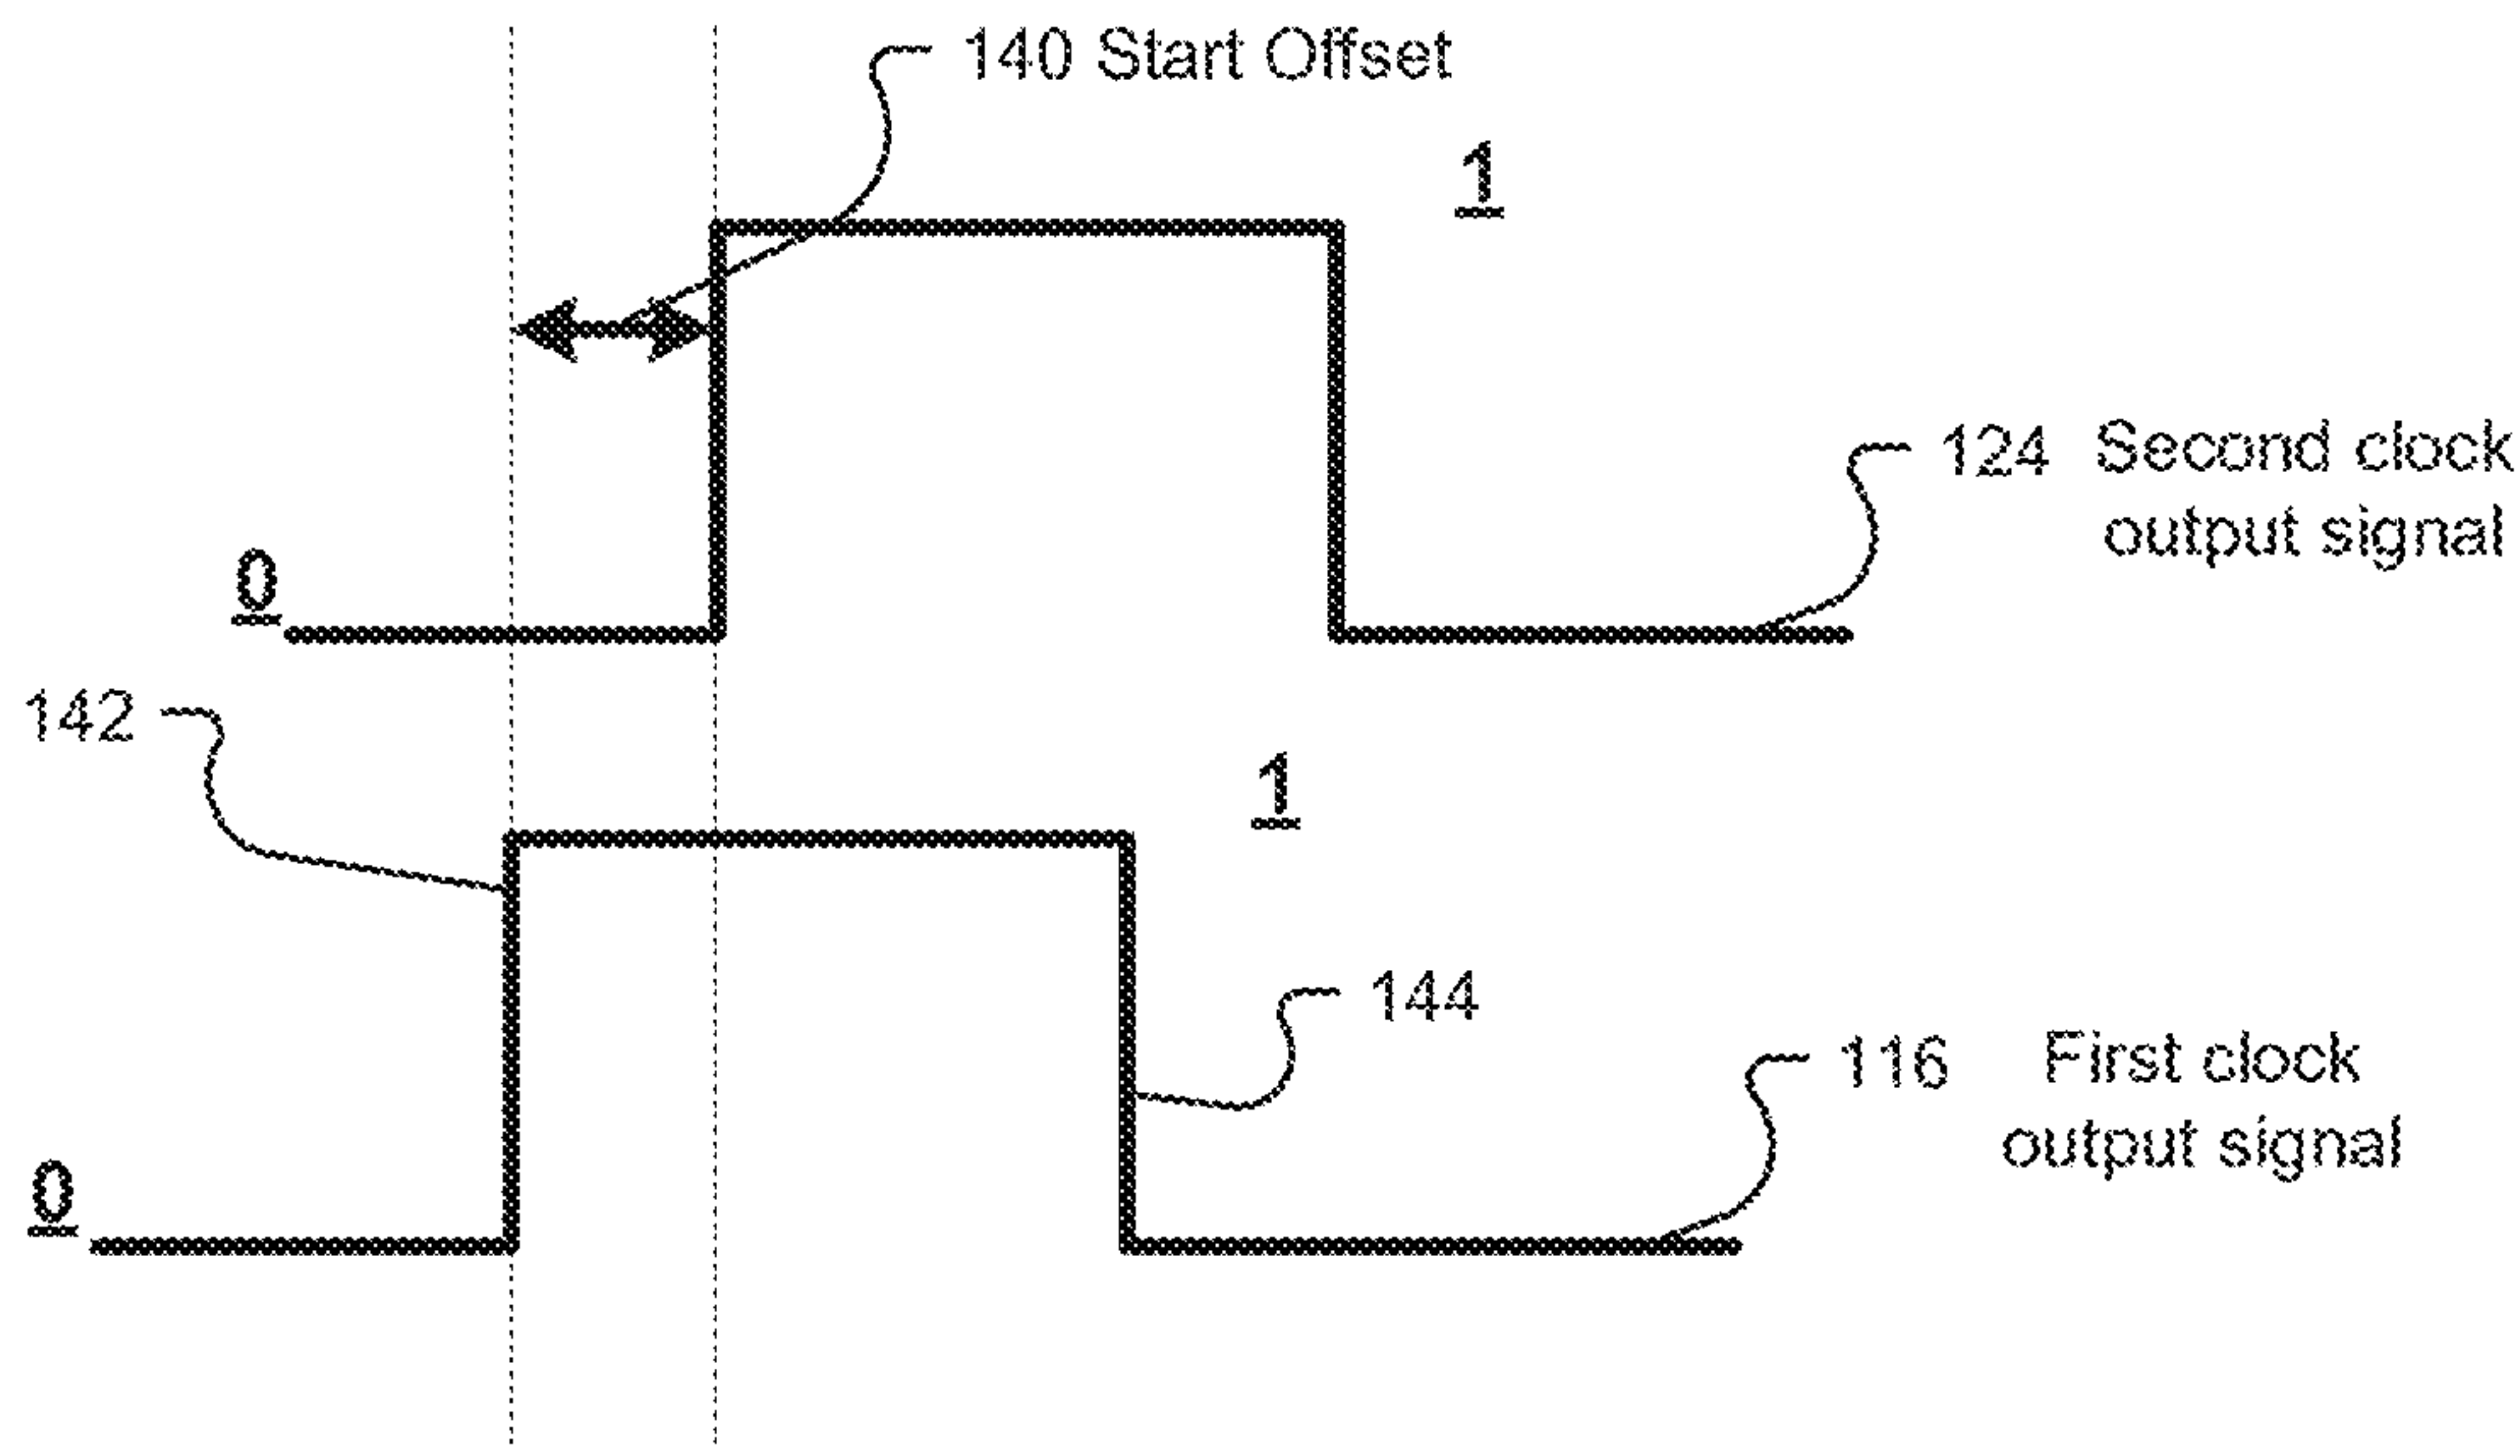 140 Start Offset
1
124 Second clock
output signal
0
142
1
144
116 First clock
output signal
0